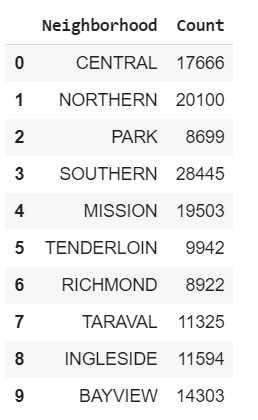 Neighborhood Count
0 CENTRAL 17666
1 NORTHERN 20100
2 PARK 8699
3 SOUTHERN 28445
4 MISSION 19503
5 TENDERLOIN 9942
6 RICHMOND 8922
7 TARAVAL 11325
8 INGLESIDE 11594
9 BAYVIEW 14303